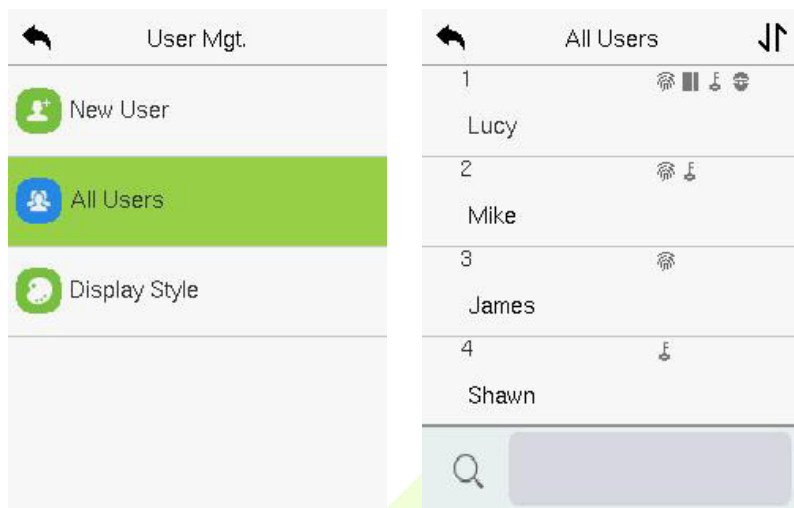 User Mgt.
New User
All Users
Display Style
All Users
1
Lucy
2
Mike
3
James
4
Shawn